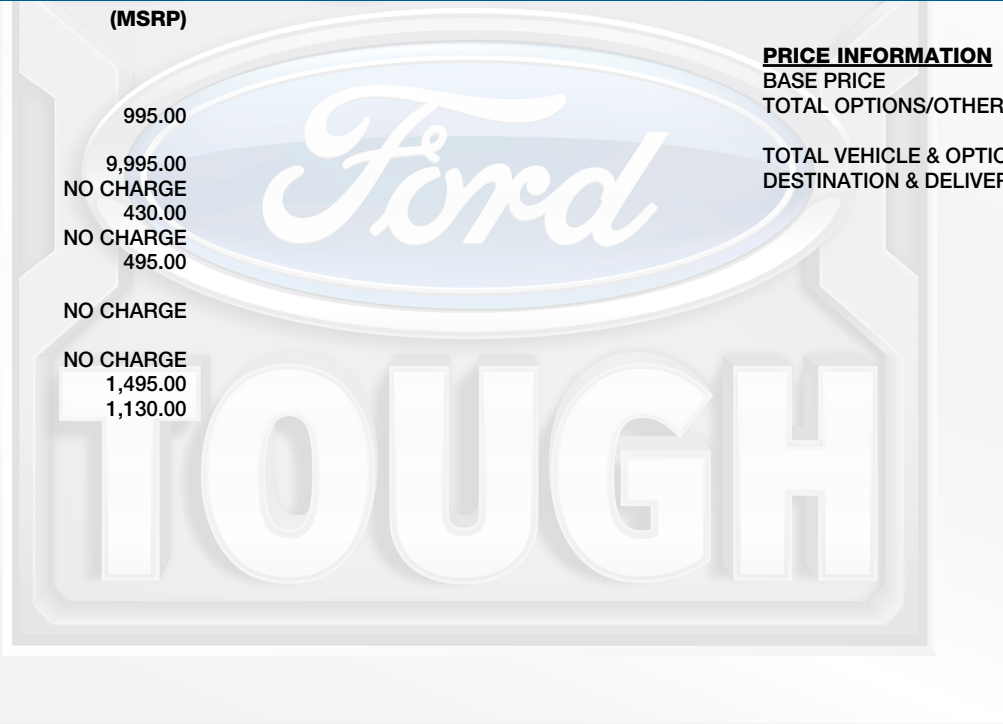 (MSRP)
995.00
9,995.00
NO CHARGE
430.00
NO CHARGE
495.00
NO CHARGE
NO CHARGE
1,495.00
1,130.00
PRICE INFORMATION
BASE PRICE
TOTAL OPTIONS/OTHER
TOTAL VEHICLE & OPTIO
DESTINATION & DELIVER
Ford
TOUGH